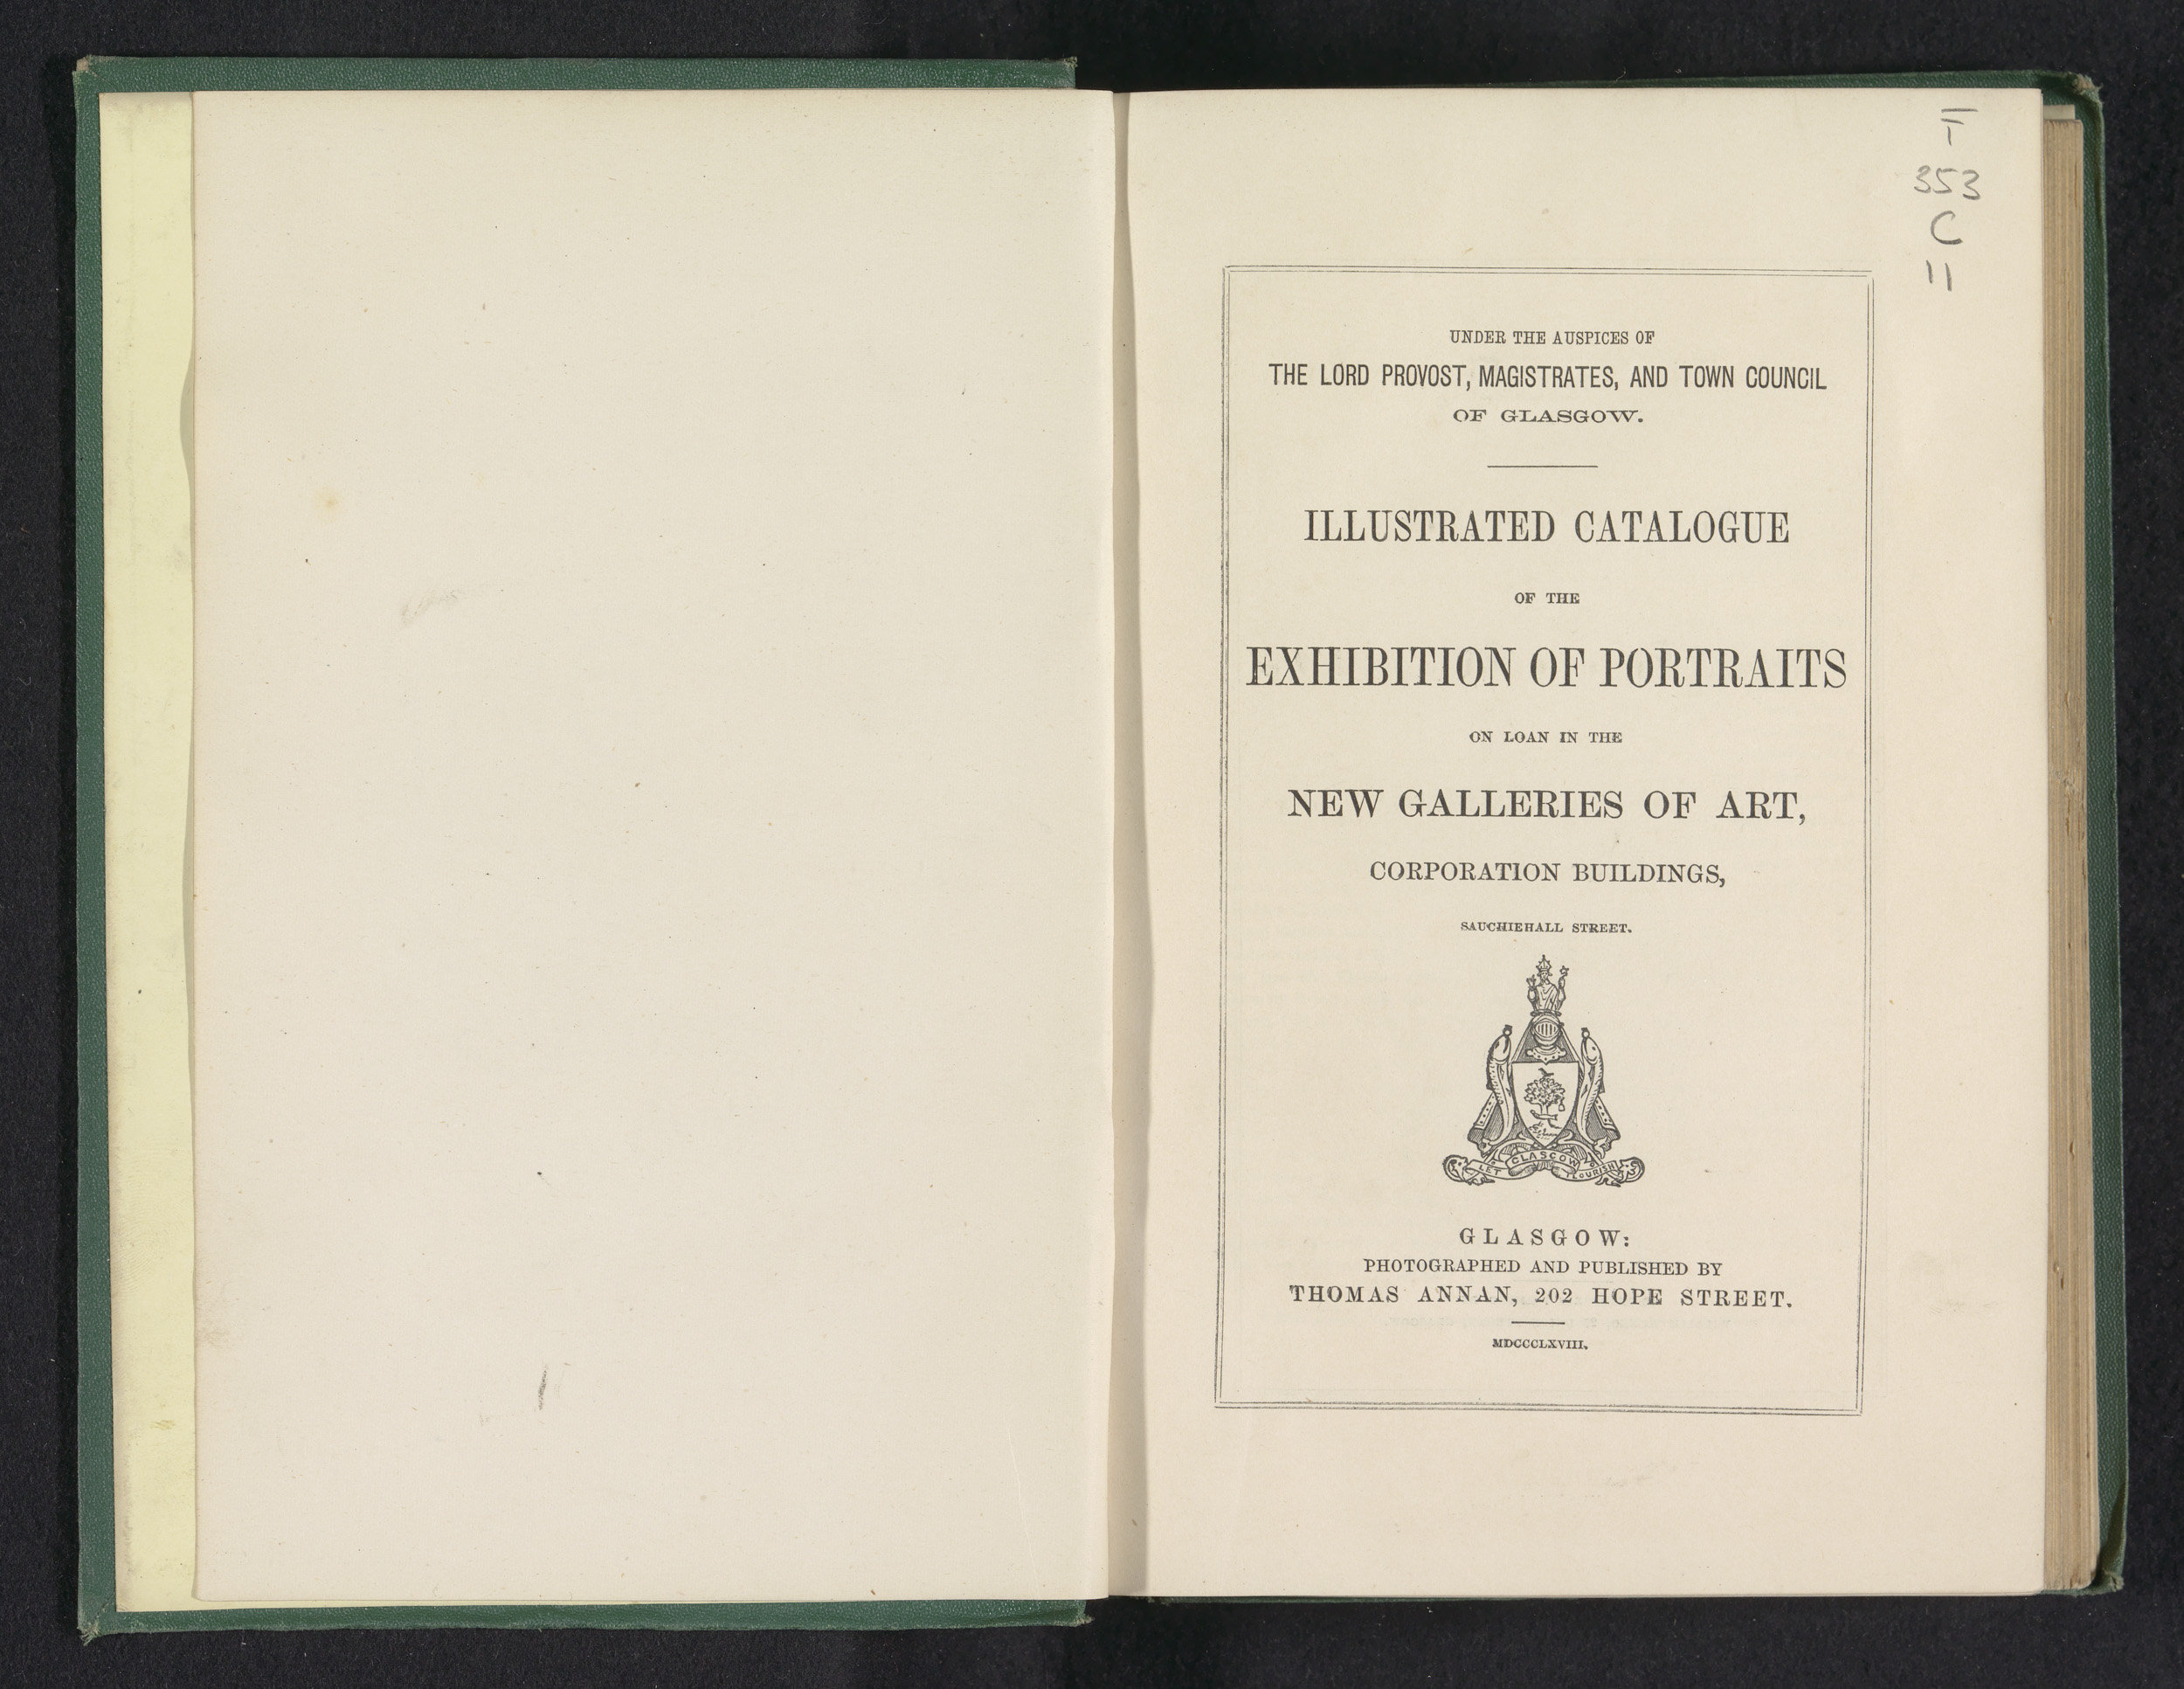 I
353
C
11
UNDER THE AUSPICES OF
THE LORD PROVOST, MAGISTRATES, AND TOWN COUNCIL
OF GLASGOW.
ILLUSTRATED CATALOGUE
OF THE
EXHIBITION OF PORTRAITS
ON LOAN IN THE
NEW GALLERIES OF ART,
CORPORATION BUILDINGS,
SAUCHIEHALL STREET.
LET GLASGOW FLOURISH
GLASGOW:
PHOTOGRAPHED AND PUBLISHED BY
THOMAS ANNAN, 202 HOPE STREET.
MDCCCLXVIII.